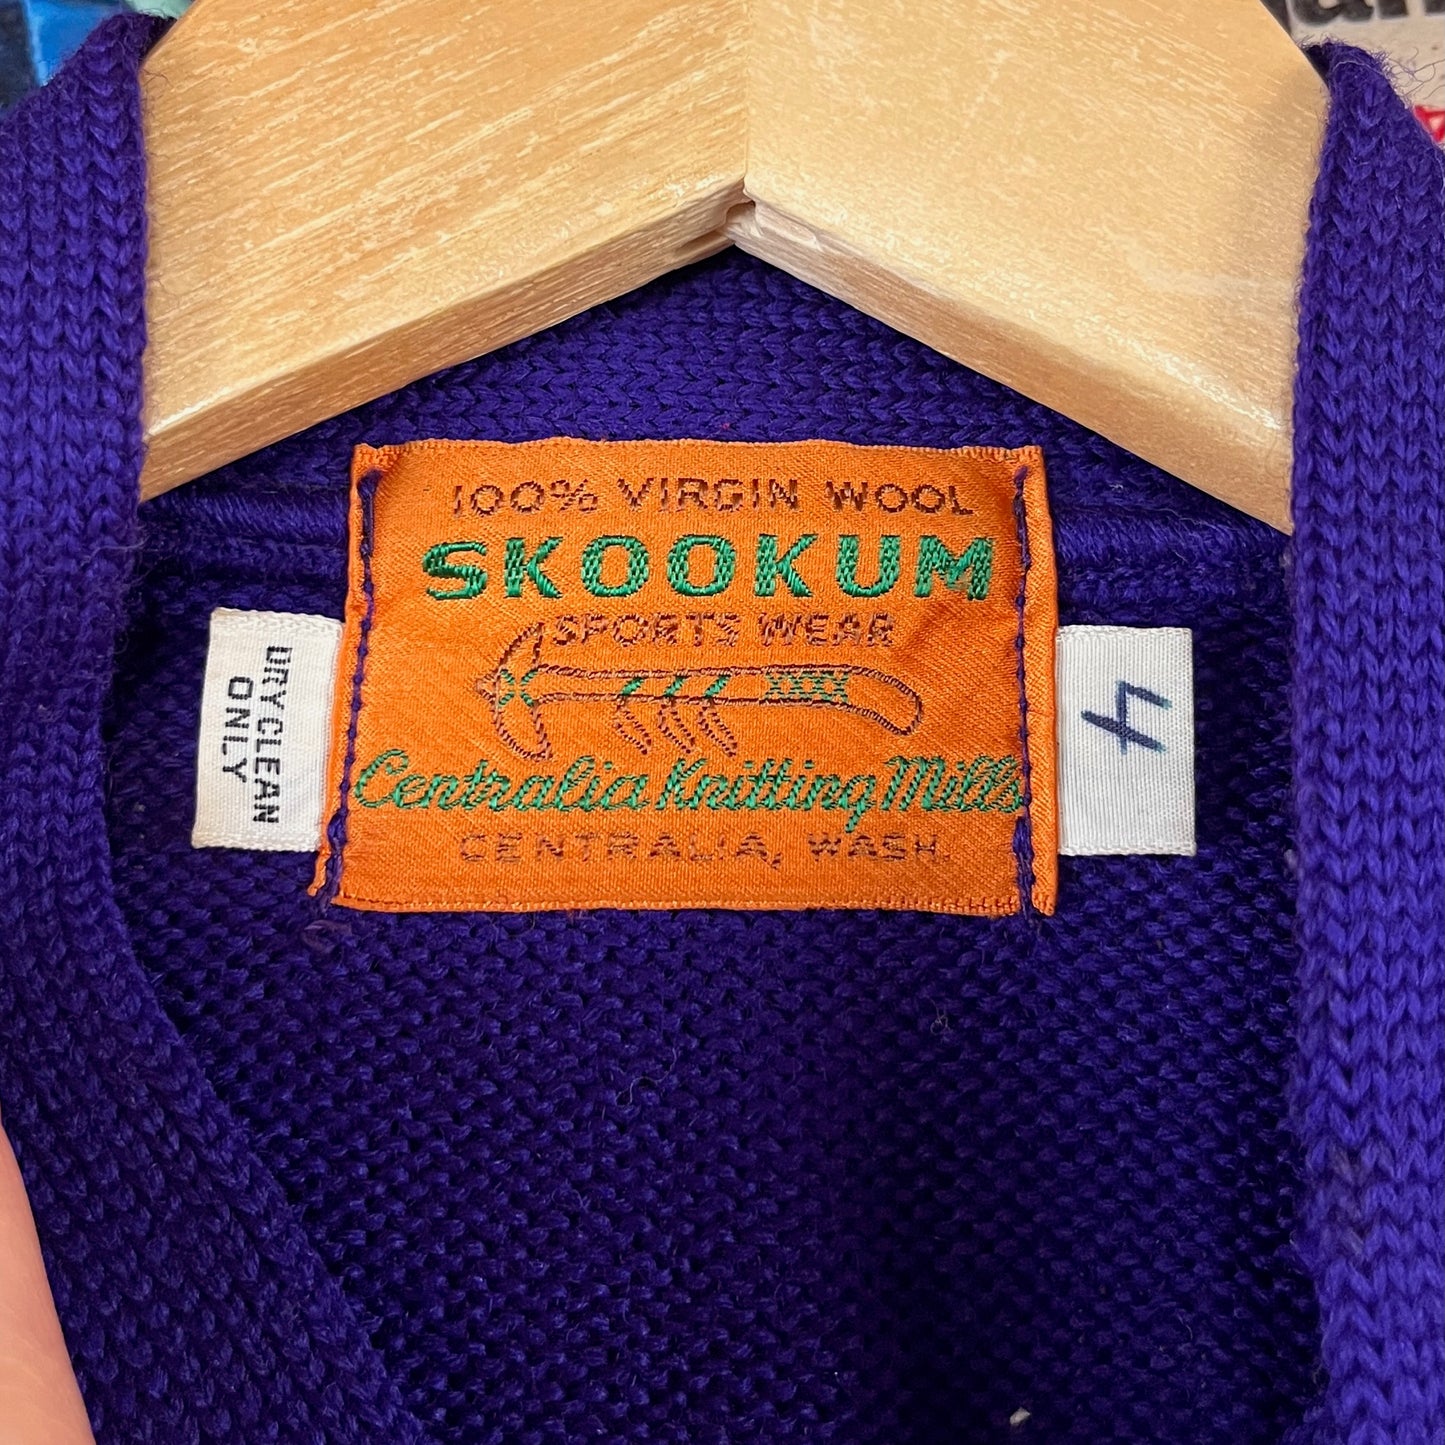 100% VIRGIN WOOL
SKOOKUM
SPORTS WEAR
Centralia Knitting Mills
CENTRALIA, WASH.
DRY CLEAN
ONLY
4